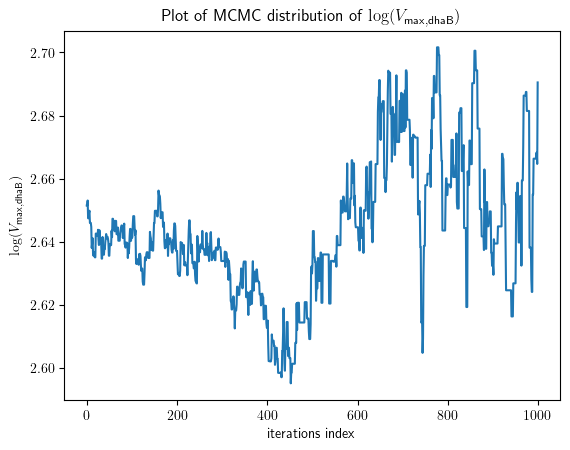 Plot of MCMC distribution of log(V_max,dhaB)
2.70
2.68
2.66
2.64
2.62
2.60
log(V_max,dhaB)
0 200 400 600 800 1000
iterations index